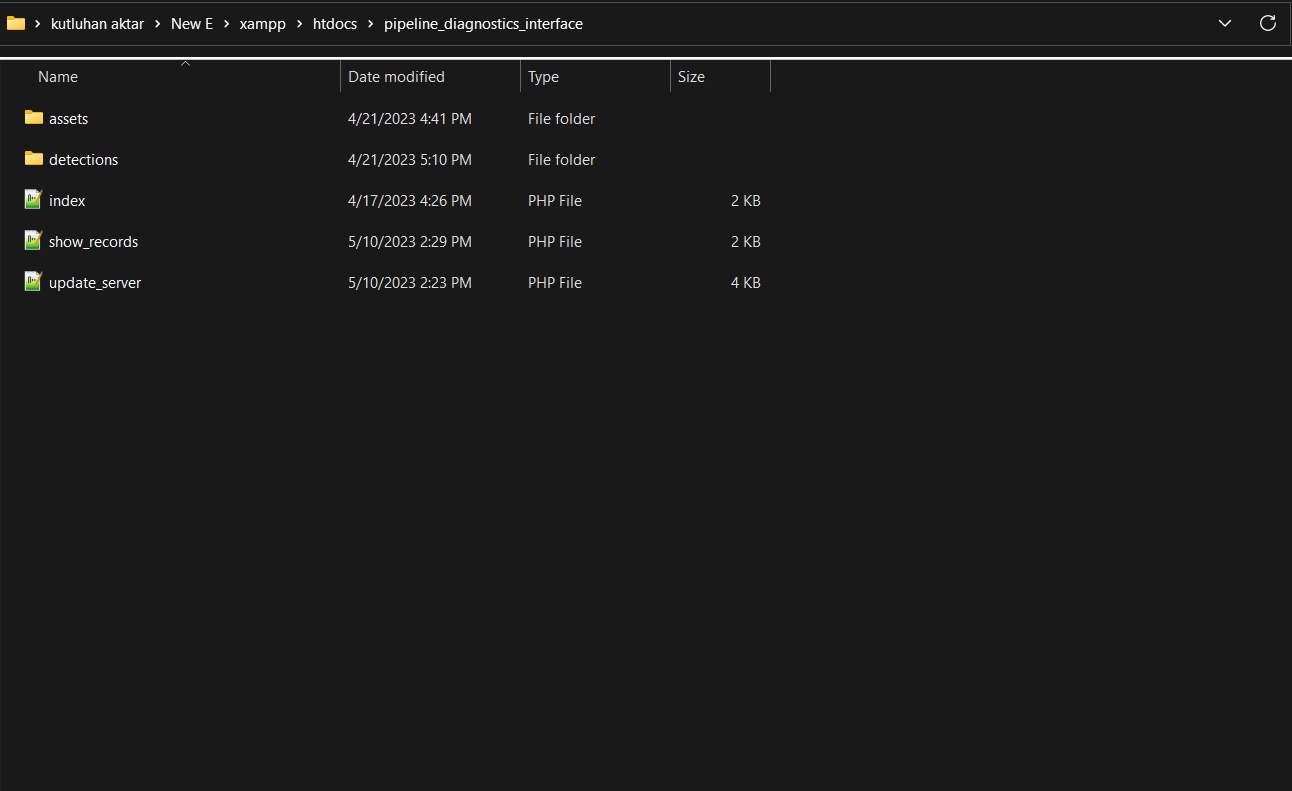 kutluhan aktar > New E > xampp > htdocs > pipeline_diagnostics_interface
Name Date modified Type Size
assets 4/21/2023 4:41 PM File folder
detections 4/21/2023 5:10 PM File folder
index 4/17/2023 4:26 PM PHP File 2 KB
show_records 5/10/2023 2:29 PM PHP File 2 KB
update_server 5/10/2023 2:23 PM PHP File 4 KB